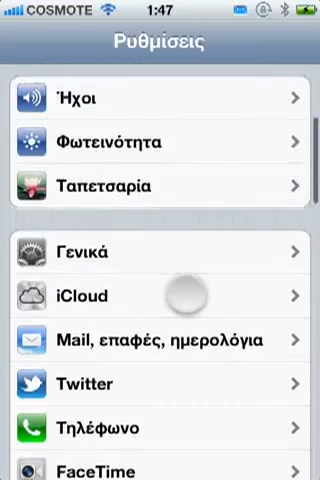 COSMOTE 1:47
Ρυθμίσεις
Ήχοι
Φωτεινότητα
Ταπετσαρία
Γενικά
iCloud
Mail, επαφές, ημερολόγια
Twitter
Τηλέφωνο
FaceTime